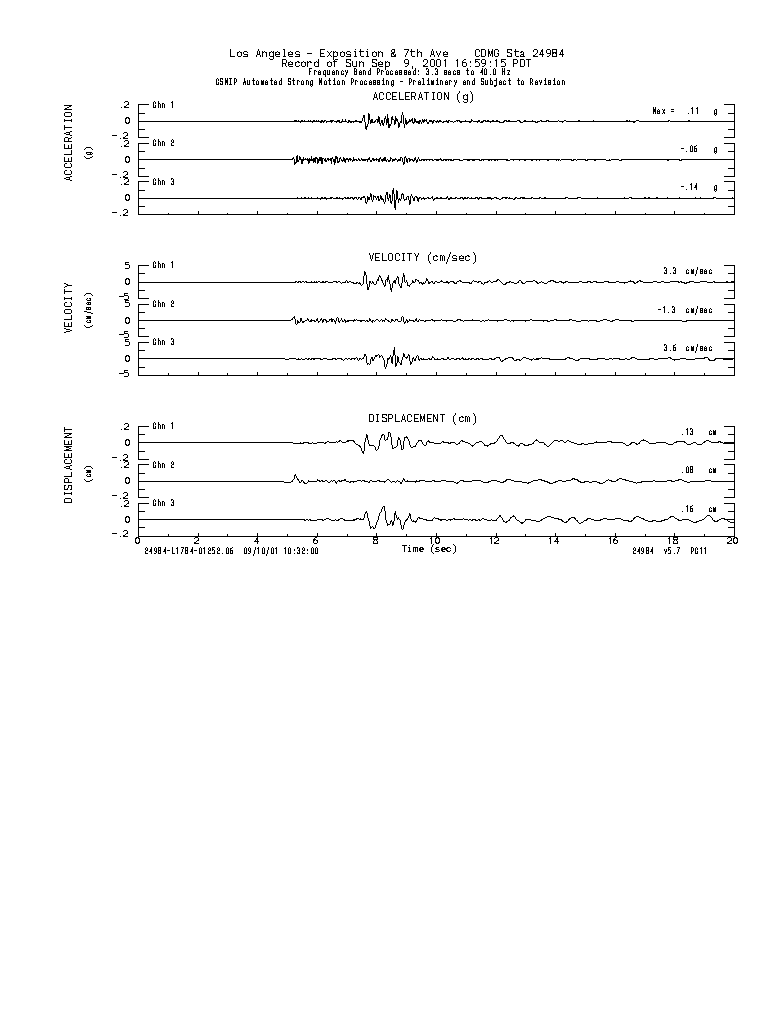 Los Angeles - Exposition & 7th Ave CDMG Sta 24984
Record of Sun Sep 9, 2001 16:59:15 PDT
Frequency Band Processed: 3.3 secs to 40.0 Hz
CSMIP Automated Strong Motion Processing - Preliminary and Subject to Revision
ACCELERATION (g)
ACCELERATION
(g)
.2
0
-.2
Chn 1
Max = .11 g
.2
0
-.2
Chn 2
-.06 g
.2
0
-.2
Chn 3
-.14 g
VELOCITY (cm/sec)
VELOCITY
(cm/sec)
5
0
-5
Chn 1
3.3 cm/sec
5
0
-5
Chn 2
-1.3 cm/sec
5
0
-5
Chn 3
3.6 cm/sec
DISPLACEMENT (cm)
DISPLACEMENT
(cm)
.2
0
-.2
Chn 1
.13 cm
.2
0
-.2
Chn 2
.08 cm
.2
0
-.2
Chn 3
.16 cm
0 2 4 6 8 10 12 14 16 18 20
Time (sec)
24984-L1784-01252.06 09/10/01 10:32:00
24984 v5.7 PC11